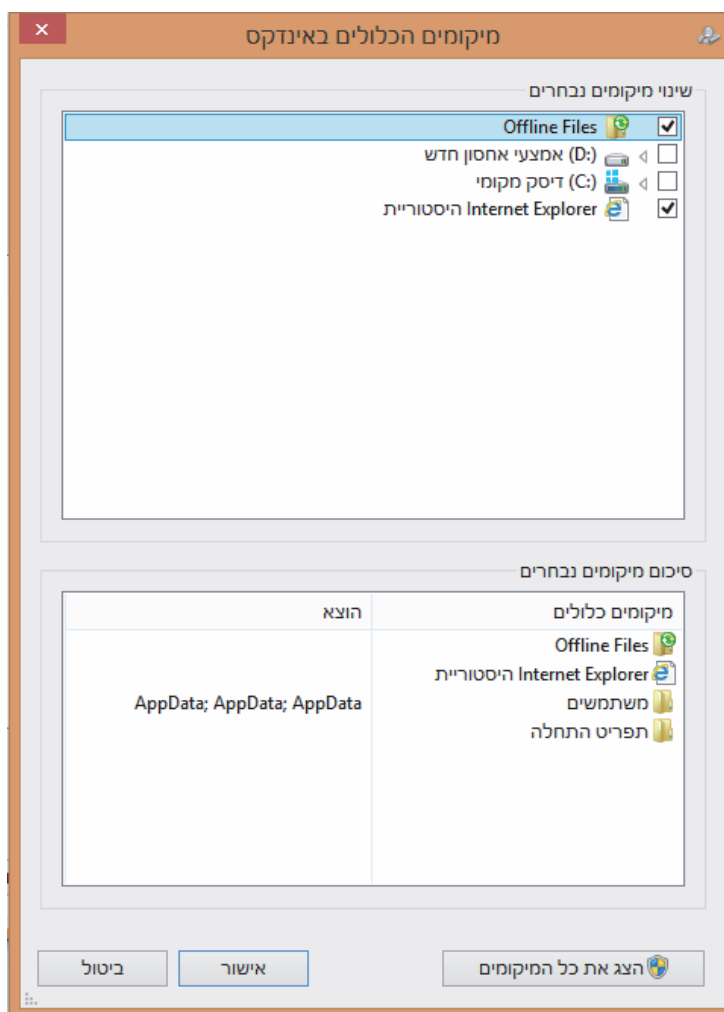 מיקומים הכלולים באינדקס
שינוי מיקומים נבחרים
Offline Files
אמצעי אחסון חדש (D:)
דיסק מקומי (C:)
Internet Explorer היסטוריית
סיכום מיקומים נבחרים
מיקומים כלולים הוצא
Offline Files
Internet Explorer היסטוריית
משתמשים AppData; AppData; AppData
תפריט התחלה
הצג את כל המיקומים אישור ביטול